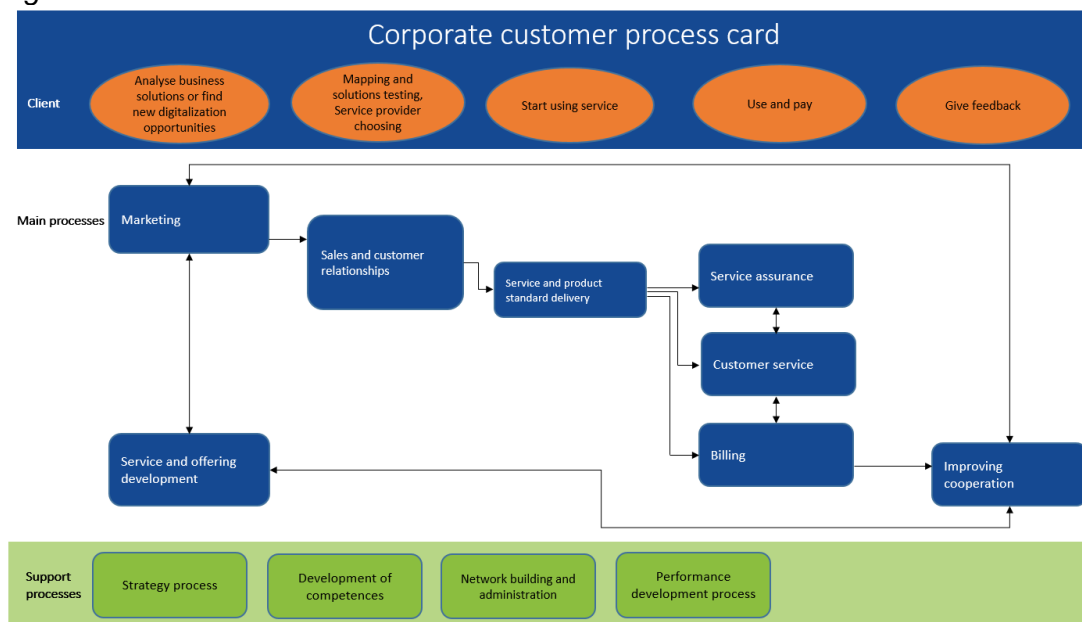 Corporate customer process card
Client
Analyse business
solutions or find
new digitalization
opportunities
Mapping and
solutions testing,
Service provider
choosing
Start using service
Use and pay
Give feedback
Main processes
Marketing
Sales and customer
relationships
Service and product
standard delivery
Service assurance
Customer service
Billing
Service and offering
development
Improving
cooperation
Support
processes
Strategy process
Development of
competences
Network building and
administration
Performance
development process